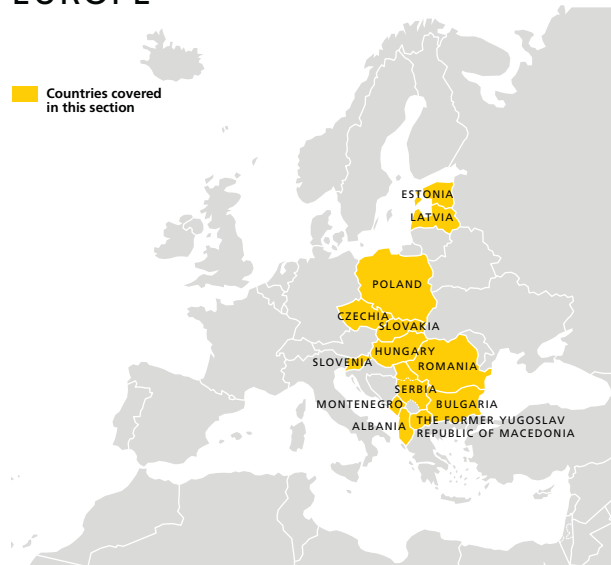 EUROPE
Countries covered
in this section
ESTONIA
LATVIA
POLAND
CZECHIA
SLOVAKIA
HUNGARY
SLOVENIA
ROMANIA
SERBIA
MONTENEGRO
BULGARIA
ALBANIA
THE FORMER YUGOSLAV
REPUBLIC OF MACEDONIA